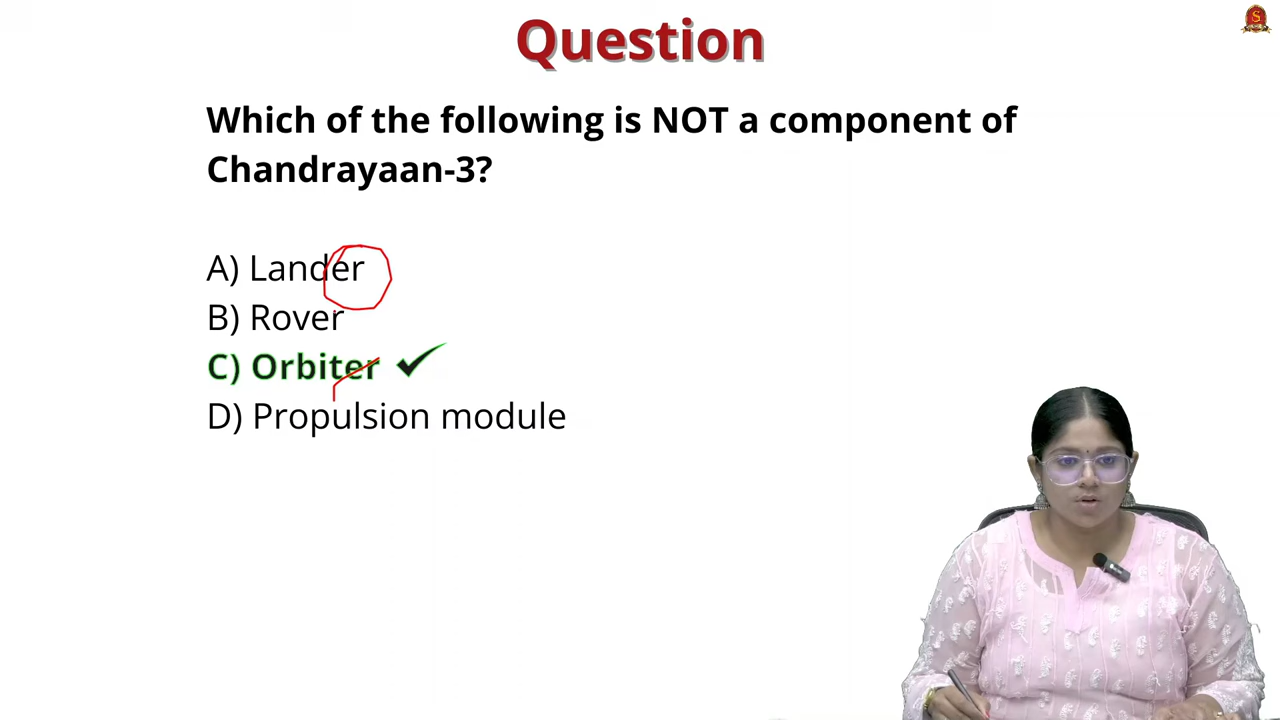 Question
Which of the following is NOT a component of
Chandrayaan-3?
A) Lander
B) Rover
C) Orbiter
D) Propulsion module
S